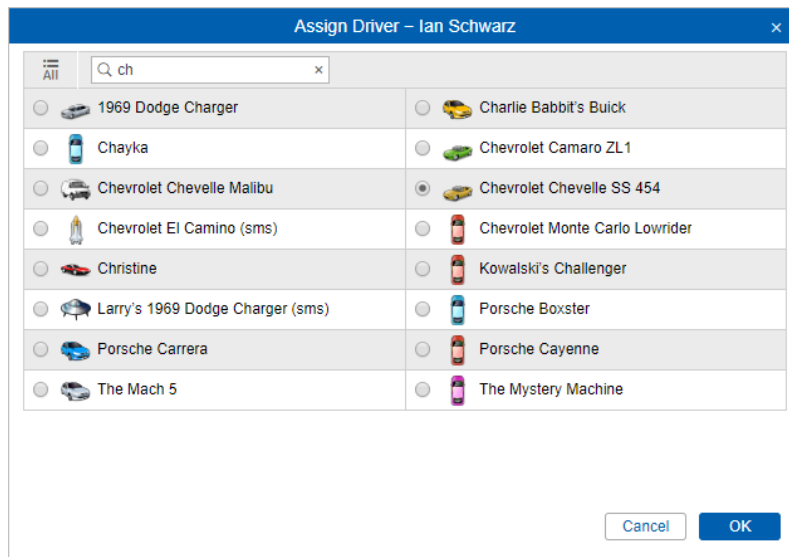 Assign Driver – Ian Schwarz ×
All ch ×
1969 Dodge Charger Charlie Babbit's Buick
Chayka Chevrolet Camaro ZL1
Chevrolet Chevelle Malibu Chevrolet Chevelle SS 454
Chevrolet El Camino (sms) Chevrolet Monte Carlo Lowrider
Christine Kowalski's Challenger
Larry's 1969 Dodge Charger (sms) Porsche Boxster
Porsche Carrera Porsche Cayenne
The Mach 5 The Mystery Machine
Cancel OK